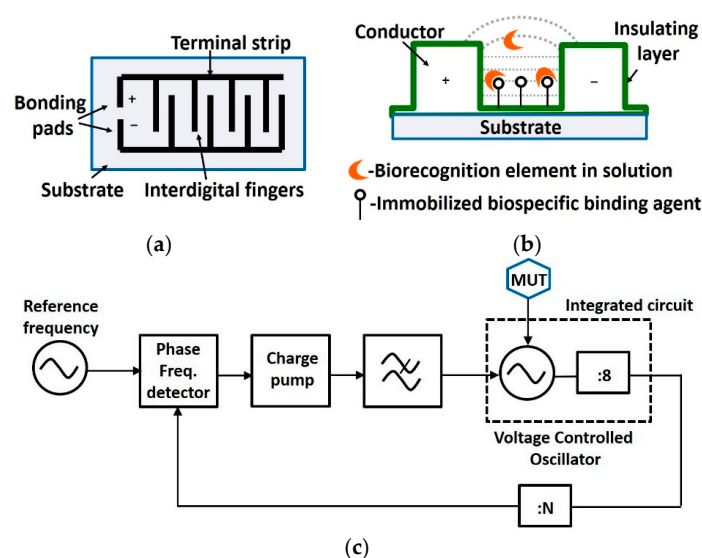 Terminal strip
Bonding
pads
+
−
Substrate
Interdigital fingers
(a)
Conductor
Insulating
layer
+
−
Substrate
-Biorecognition element in solution
-Immobilized biospecific binding agent
(b)
MUT
Reference
frequency
Integrated circuit
Phase
Freq.
detector
Charge
pump
:8
Voltage Controlled
Oscillator
:N
(c)